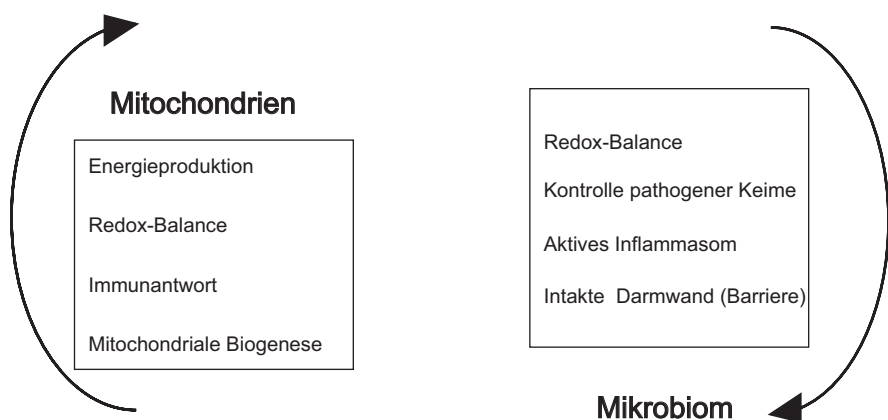 Mitochondrien
Energieproduktion
Redox-Balance
Immunantwort
Mitochondriale Biogenese
Redox-Balance
Kontrolle pathogener Keime
Aktives Inflammasom
Intakte Darmwand (Barriere)
Mikrobiom